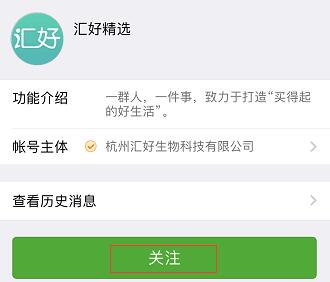 汇好
汇好精选
功能介绍 一群人，一件事，致力于打造“买得起
的好生活”。
帐号主体 杭州汇好生物科技有限公司
查看历史消息
关注